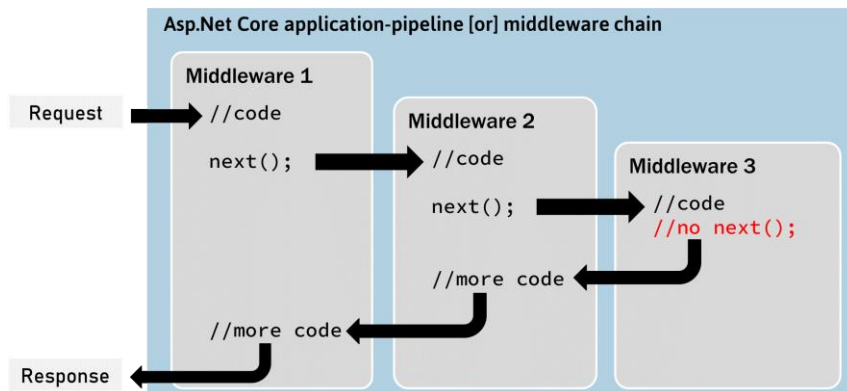 Asp.Net Core application-pipeline [or] middleware chain
Middleware 1
Request
//code
next();
//more code
Response
Middleware 2
//code
next();
//more code
Middleware 3
//code
//no next();